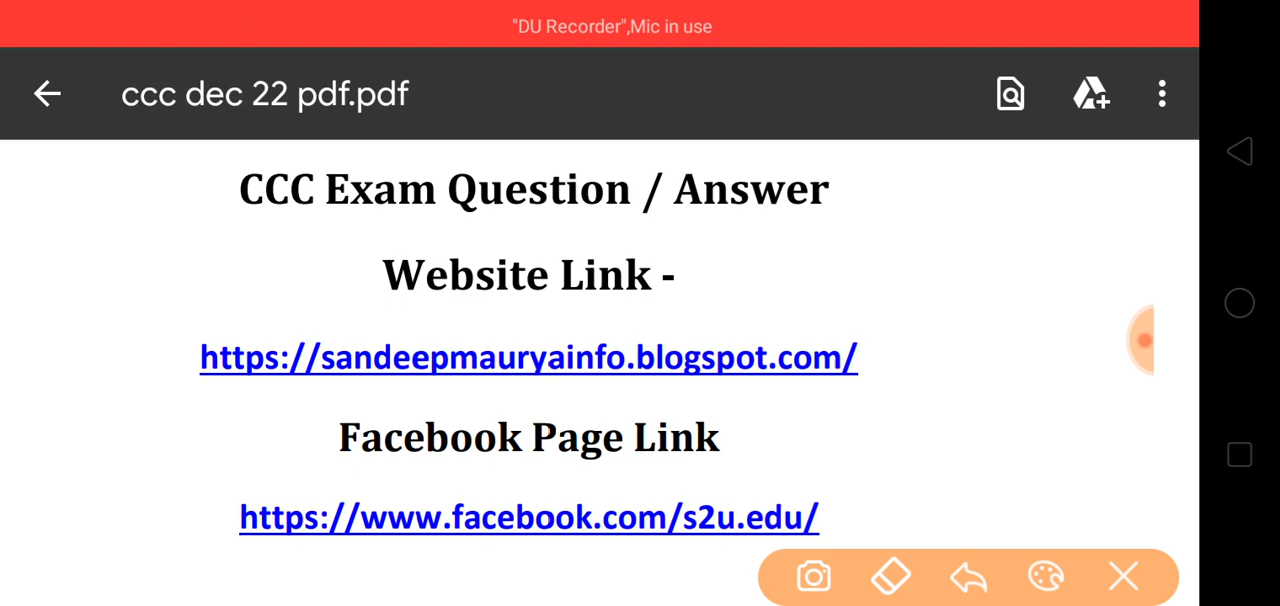 "DU Recorder",Mic in use
ccc dec 22 pdf.pdf
CCC Exam Question / Answer
Website Link -
https://sandeepmauryainfo.blogspot.com/
Facebook Page Link
https://www.facebook.com/s2u.edu/